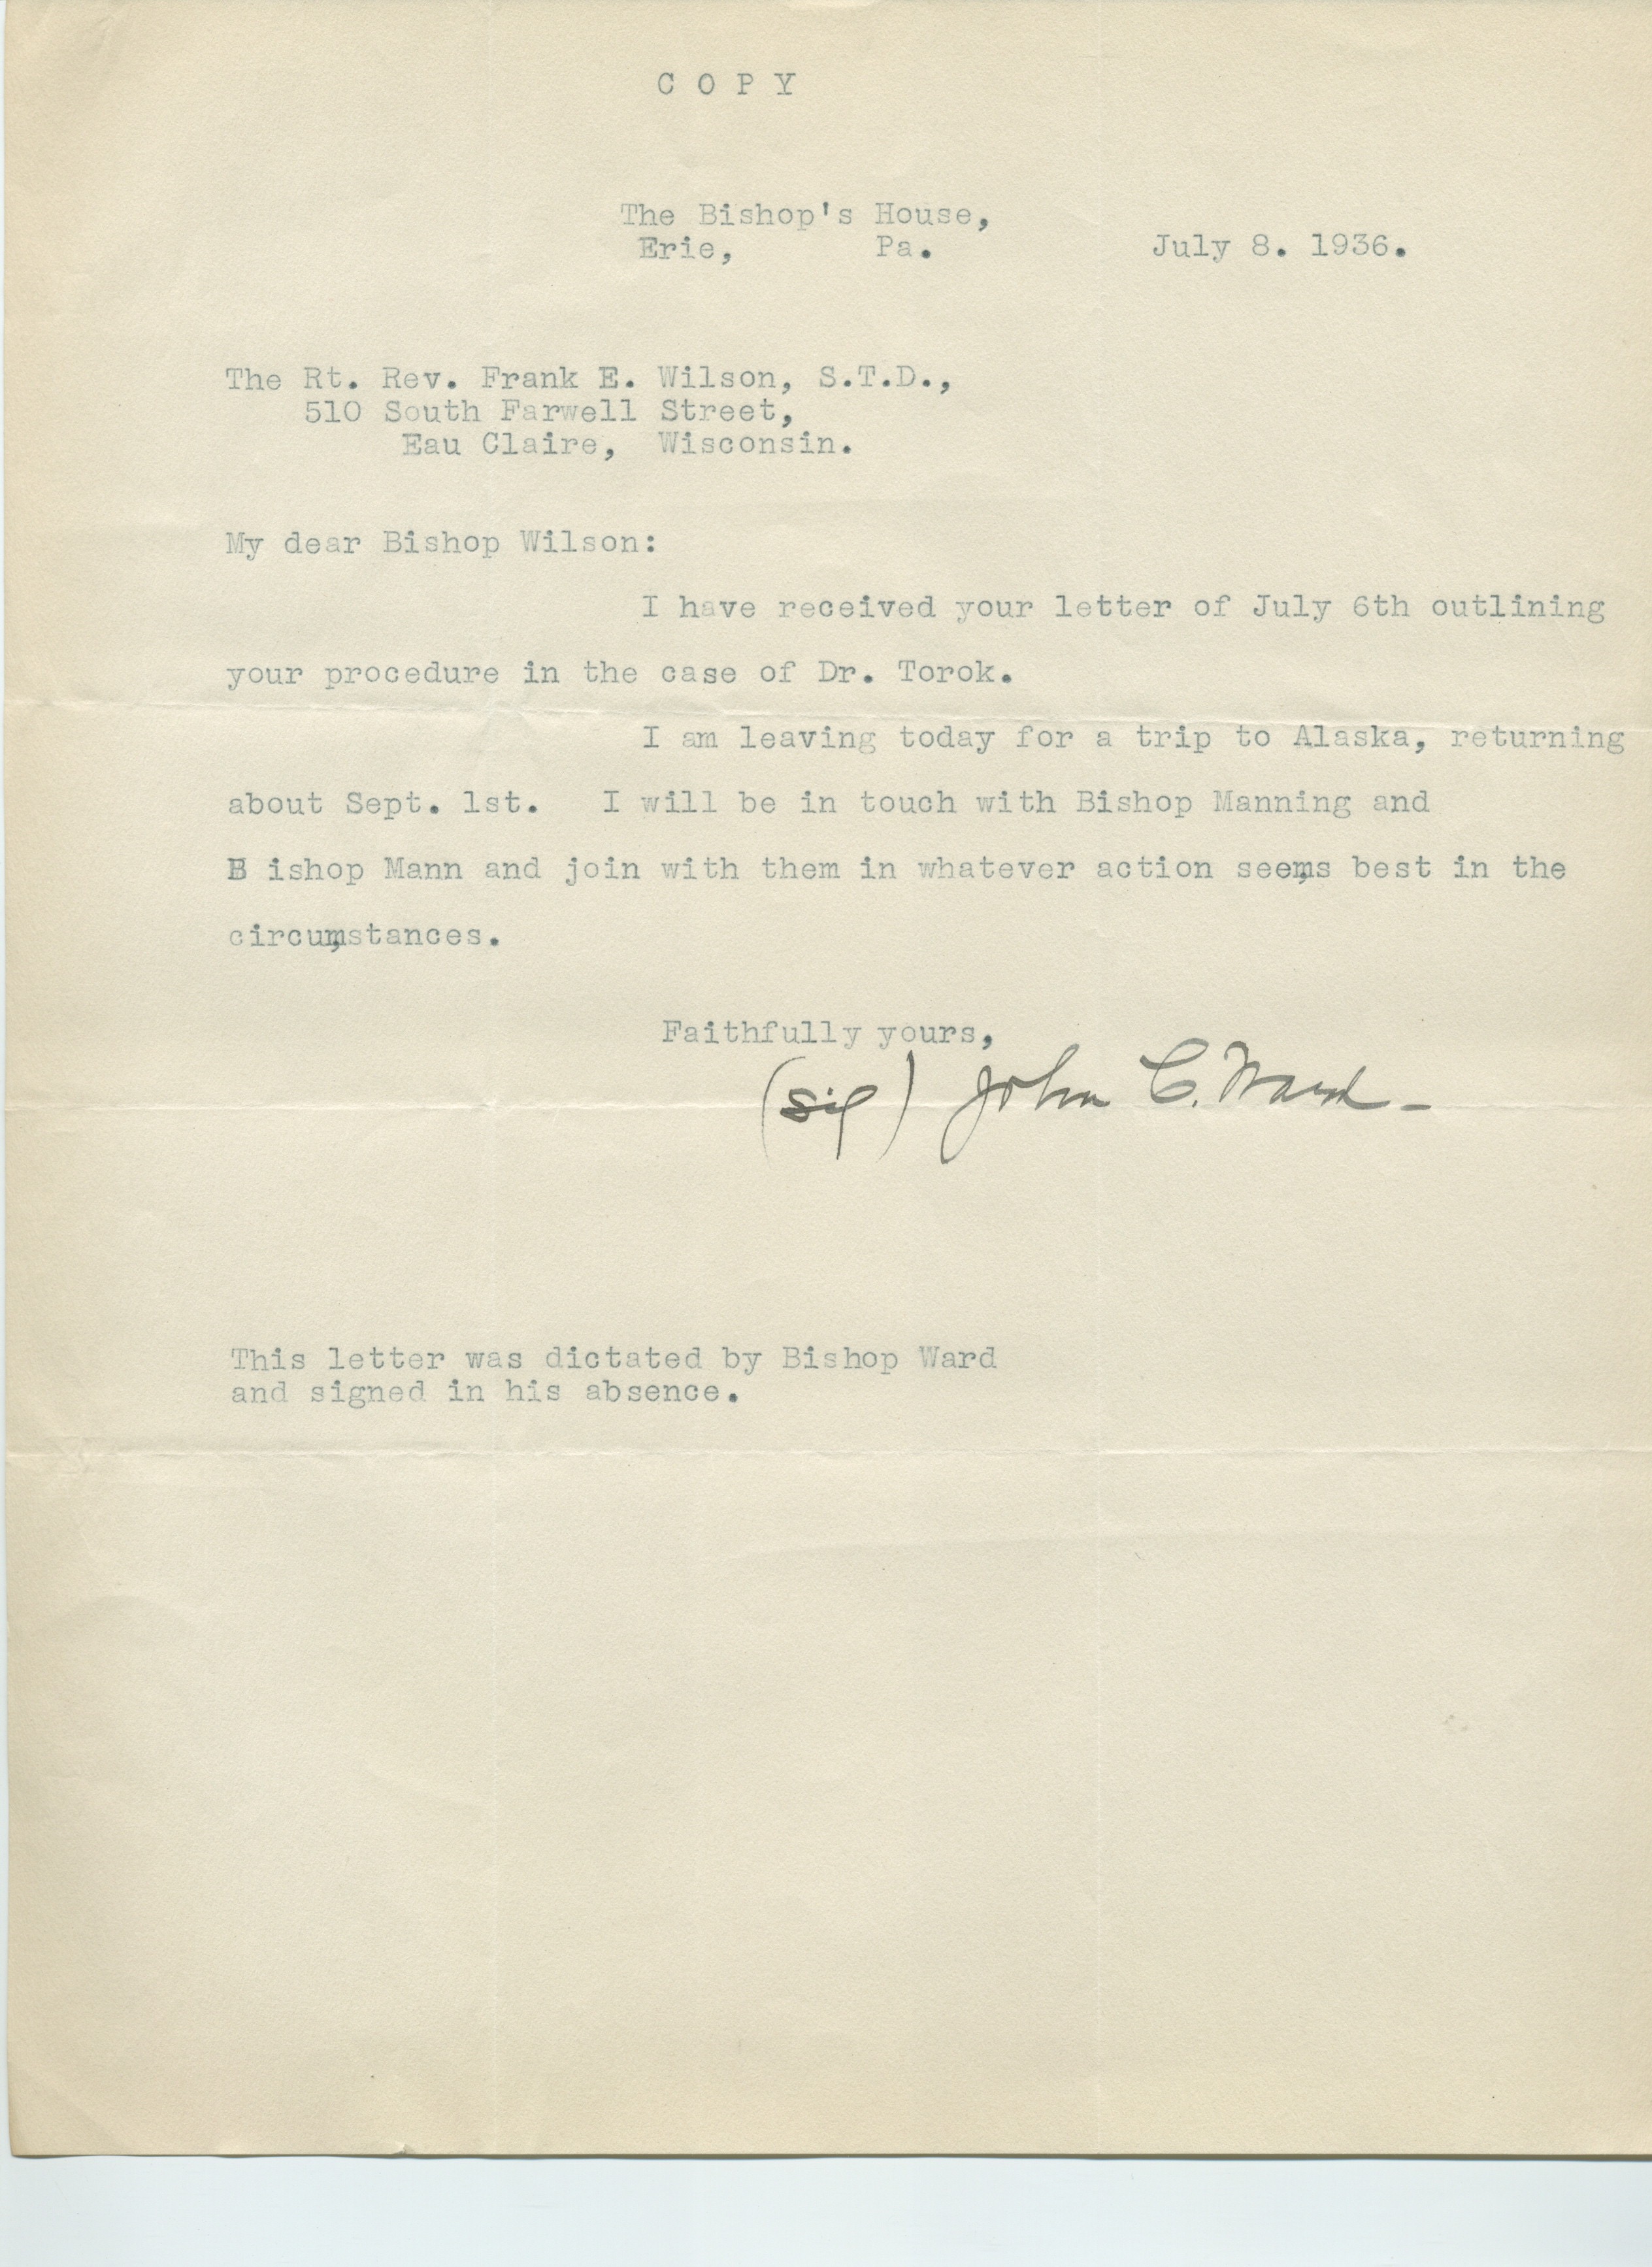 C O P Y
The Bishop's House,
Erie, Pa. July 8. 1936.
The Rt. Rev. Frank E. Wilson, S.T.D.,
510 South Farwell Street,
Eau Claire, Wisconsin.
My dear Bishop Wilson:
I have received your letter of July 6th outlining
your procedure in the case of Dr. Torok.
I am leaving today for a trip to Alaska, returning
about Sept. 1st. I will be in touch with Bishop Manning and
B ishop Mann and join with them in whatever action seems best in the
circumstances.
Faithfully yours,
(sig) John C. Ward -
This letter was dictated by Bishop Ward
and signed in his absence.